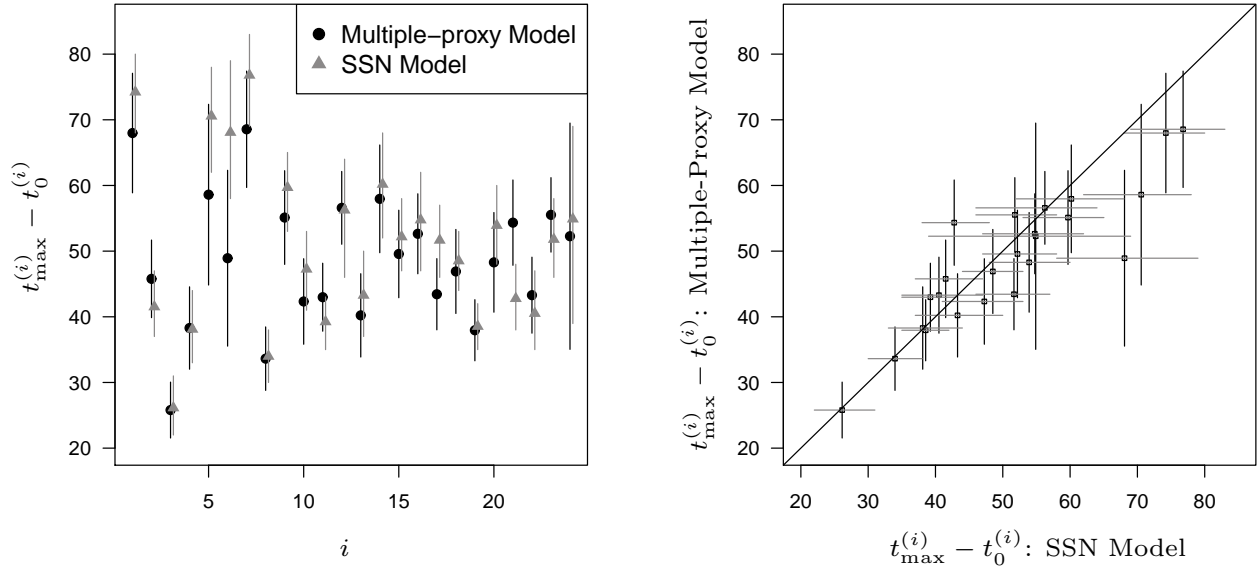 Multiple−proxy Model
SSN Model
t_max^(i) − t_0^(i)
80
70
60
50
40
30
20
5 10 15 20
i
t_max^(i) − t_0^(i): Multiple-Proxy Model
80
70
60
50
40
30
20
20 30 40 50 60 70 80
t_max^(i) − t_0^(i): SSN Model